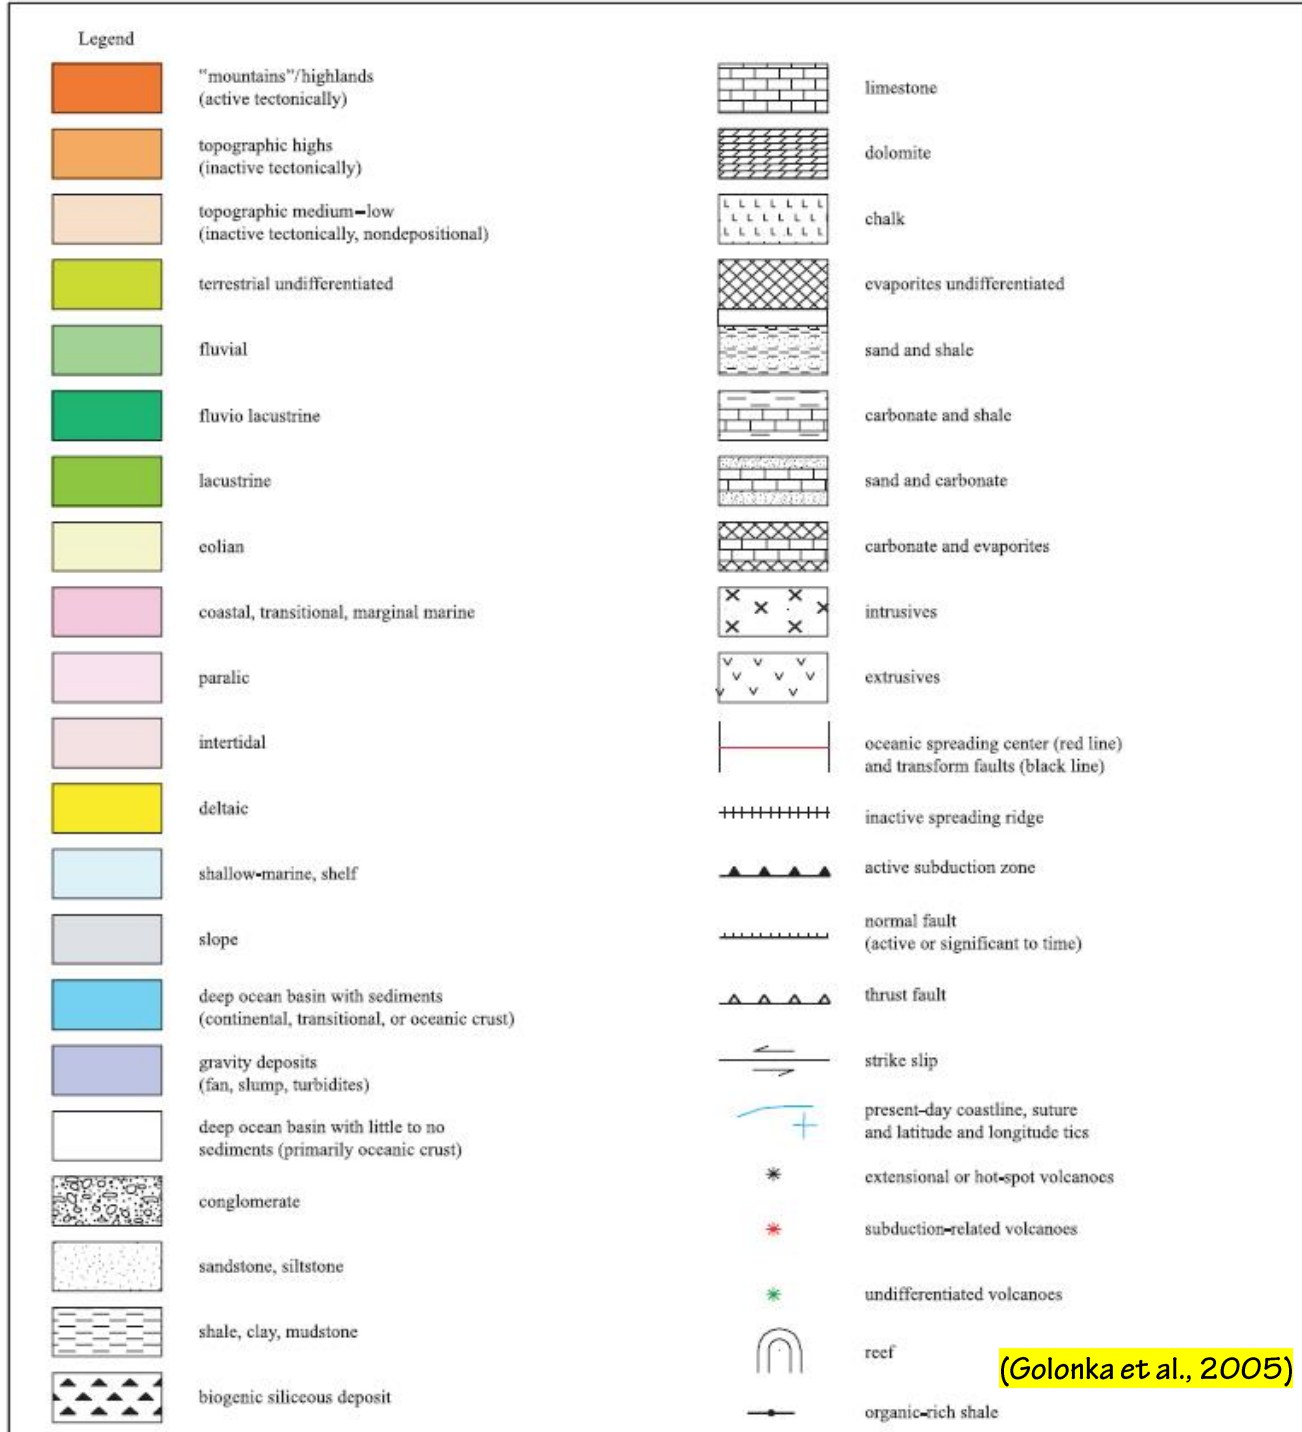 Legend
"mountains"/highlands
(active tectonically)
topographic highs
(inactive tectonically)
topographic medium–low
(inactive tectonically, nondepositional)
terrestrial undifferentiated
fluvial
fluvio lacustrine
lacustrine
eolian
coastal, transitional, marginal marine
paralic
intertidal
deltaic
shallow-marine, shelf
slope
deep ocean basin with sediments
(continental, transitional, or oceanic crust)
gravity deposits
(fan, slump, turbidites)
deep ocean basin with little to no
sediments (primarily oceanic crust)
conglomerate
sandstone, siltstone
shale, clay, mudstone
biogenic siliceous deposit
limestone
dolomite
chalk
evaporites undifferentiated
sand and shale
carbonate and shale
sand and carbonate
carbonate and evaporites
intrusives
extrusives
oceanic spreading center (red line)
and transform faults (black line)
inactive spreading ridge
active subduction zone
normal fault
(active or significant to time)
thrust fault
strike slip
present-day coastline, suture
and latitude and longitude tics
extensional or hot-spot volcanoes
subduction-related volcanoes
undifferentiated volcanoes
reef
organic-rich shale
(Golonka et al., 2005)